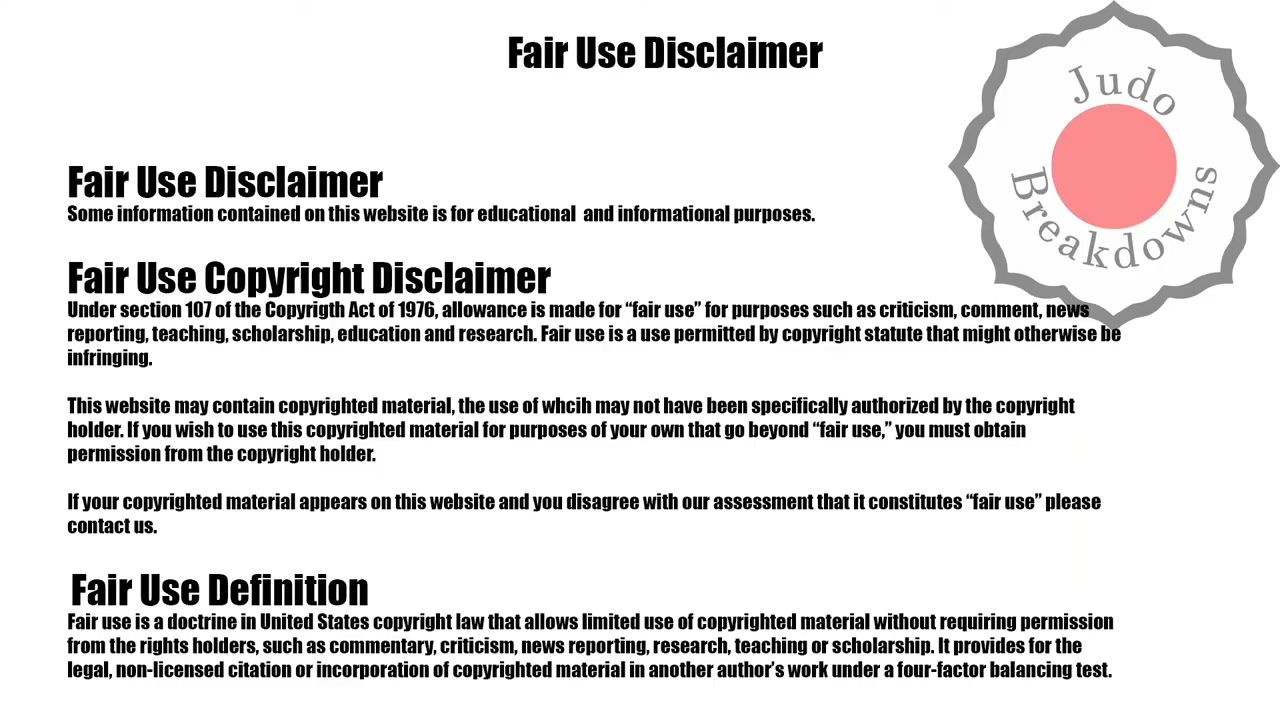 Fair Use Disclaimer
Judo
Breakdowns
Fair Use Disclaimer
Some information contained on this website is for educational  and informational purposes.
Fair Use Copyright Disclaimer
Under section 107 of the Copyrigth Act of 1976, allowance is made for “fair use” for purposes such as criticism, comment, news
reporting, teaching, scholarship, education and research. Fair use is a use permitted by copyright statute that might otherwise be
infringing.
This website may contain copyrighted material, the use of whcih may not have been specifically authorized by the copyright
holder. If you wish to use this copyrighted material for purposes of your own that go beyond “fair use,” you must obtain
permission from the copyright holder.
If your copyrighted material appears on this website and you disagree with our assessment that it constitutes “fair use” please
contact us.
Fair Use Definition
Fair use is a doctrine in United States copyright law that allows limited use of copyrighted material without requiring permission
from the rights holders, such as commentary, criticism, news reporting, research, teaching or scholarship. It provides for the
legal, non-licensed citation or incorporation of copyrighted material in another author’s work under a four-factor balancing test.